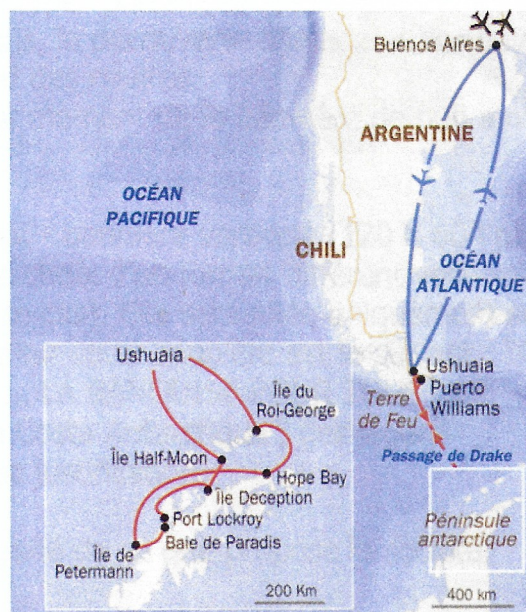 Buenos Aires
ARGENTINE
OCÉAN
PACIFIQUE
CHILI
OCÉAN
ATLANTIQUE
Ushuaia
Puerto
Williams
Terre
de Feu
Passage de Drake
Péninsule
antarctique
400 km
Ushuaia
Île du
Roi-George
Île Half-Moon
Hope Bay
Île Deception
Port Lockroy
Baie de Paradis
Île de
Petermann
200 Km